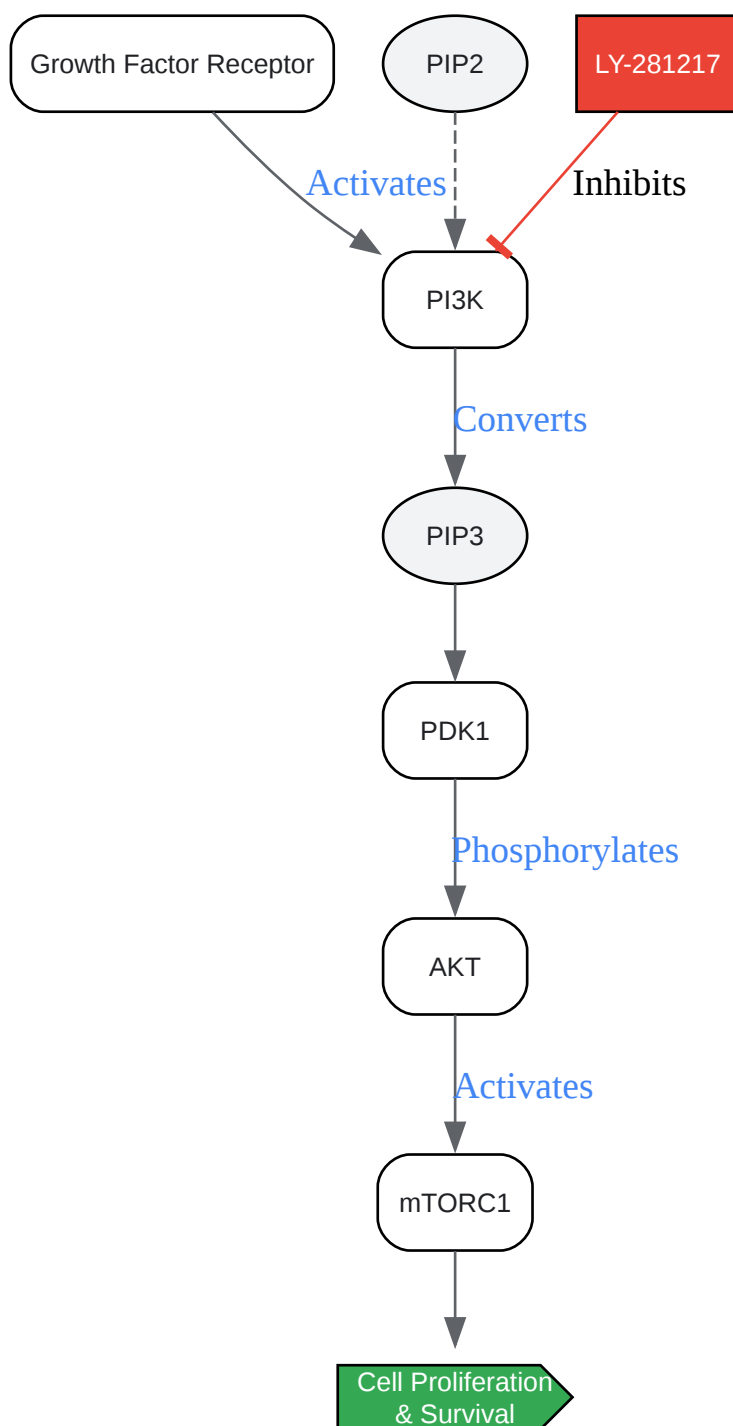 Growth Factor Receptor
PIP2
LY-281217
Activates
Inhibits
PI3K
Converts
PIP3
PDK1
Phosphorylates
AKT
Activates
mTORC1
Cell Proliferation
& Survival